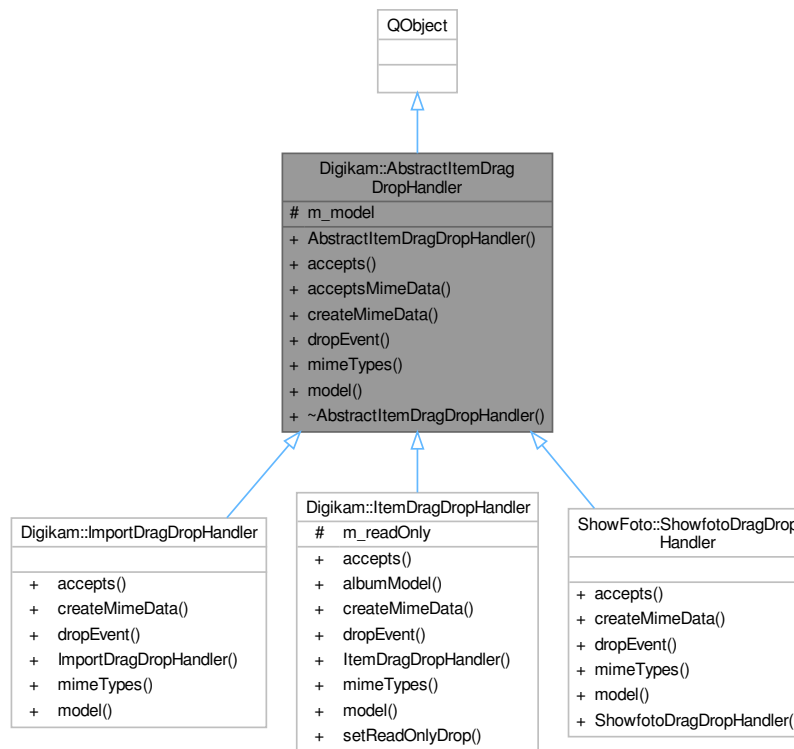 QObject
Digikam::AbstractItemDrag
DropHandler
# m_model
+ AbstractItemDragDropHandler()
+ accepts()
+ acceptsMimeData()
+ createMimeData()
+ dropEvent()
+ mimeTypes()
+ model()
+ ~AbstractItemDragDropHandler()
Digikam::ImportDragDropHandler
+ accepts()
+ createMimeData()
+ dropEvent()
+ ImportDragDropHandler()
+ mimeTypes()
+ model()
Digikam::ItemDragDropHandler
# m_readOnly
+ accepts()
+ albumModel()
+ createMimeData()
+ dropEvent()
+ ItemDragDropHandler()
+ mimeTypes()
+ model()
+ setReadOnlyDrop()
ShowFoto::ShowfotoDragDrop
Handler
+ accepts()
+ createMimeData()
+ dropEvent()
+ mimeTypes()
+ model()
+ ShowfotoDragDropHandler(